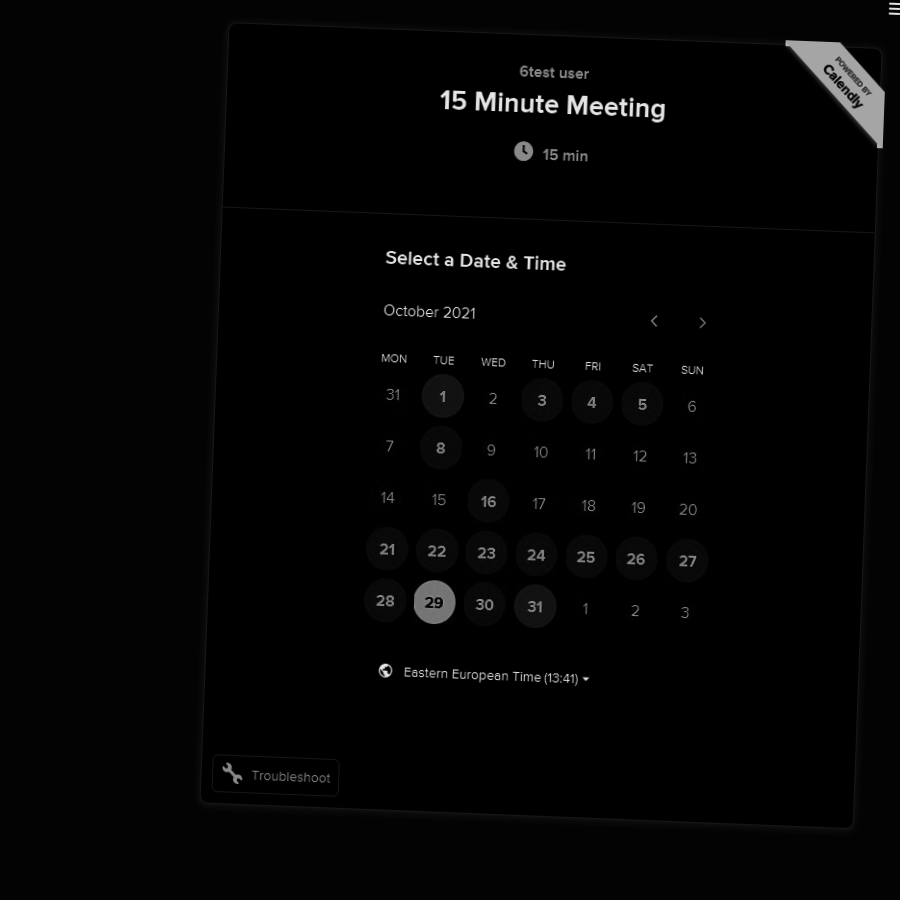 6test user
15 Minute Meeting
15 min
POWERED BY
Calendly
Select a Date & Time
October 2021
MON TUE WED THU FRI SAT SUN
31 1 2 3 4 5 6
7 8 9 10 11 12 13
14 15 16 17 18 19 20
21 22 23 24 25 26 27
28 29 30 31 1 2 3
Eastern European Time (13:41)
Troubleshoot